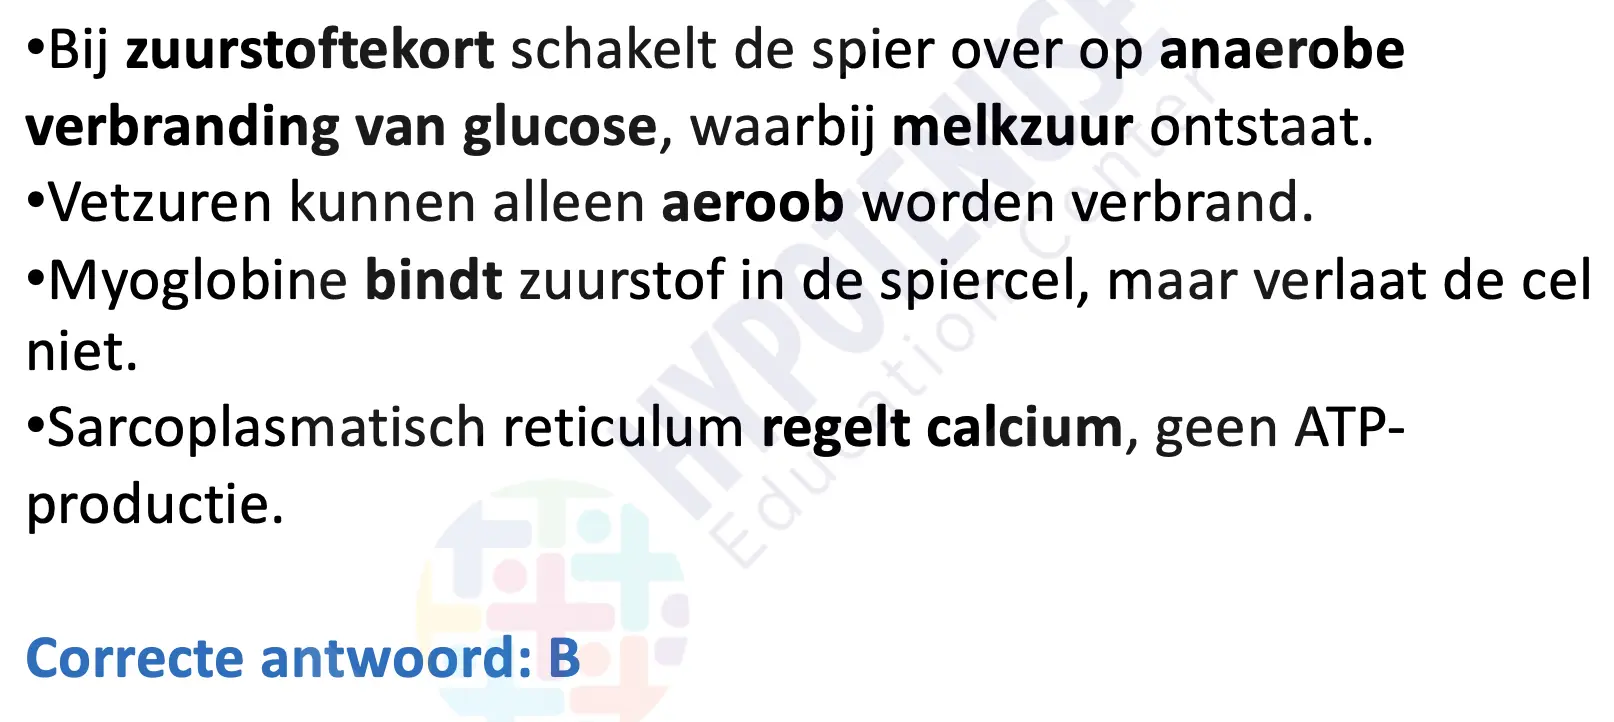 •Bij zuurstoftekort schakelt de spier over op anaerobe
verbranding van glucose, waarbij melkzuur ontstaat.
•Vetzuren kunnen alleen aeroob worden verbrand.
•Myoglobine bindt zuurstof in de spiercel, maar verlaat de cel
niet.
•Sarcoplasmatisch reticulum regelt calcium, geen ATP-
productie.
Correcte antwoord: B
HYPOTENUSE
Education Center